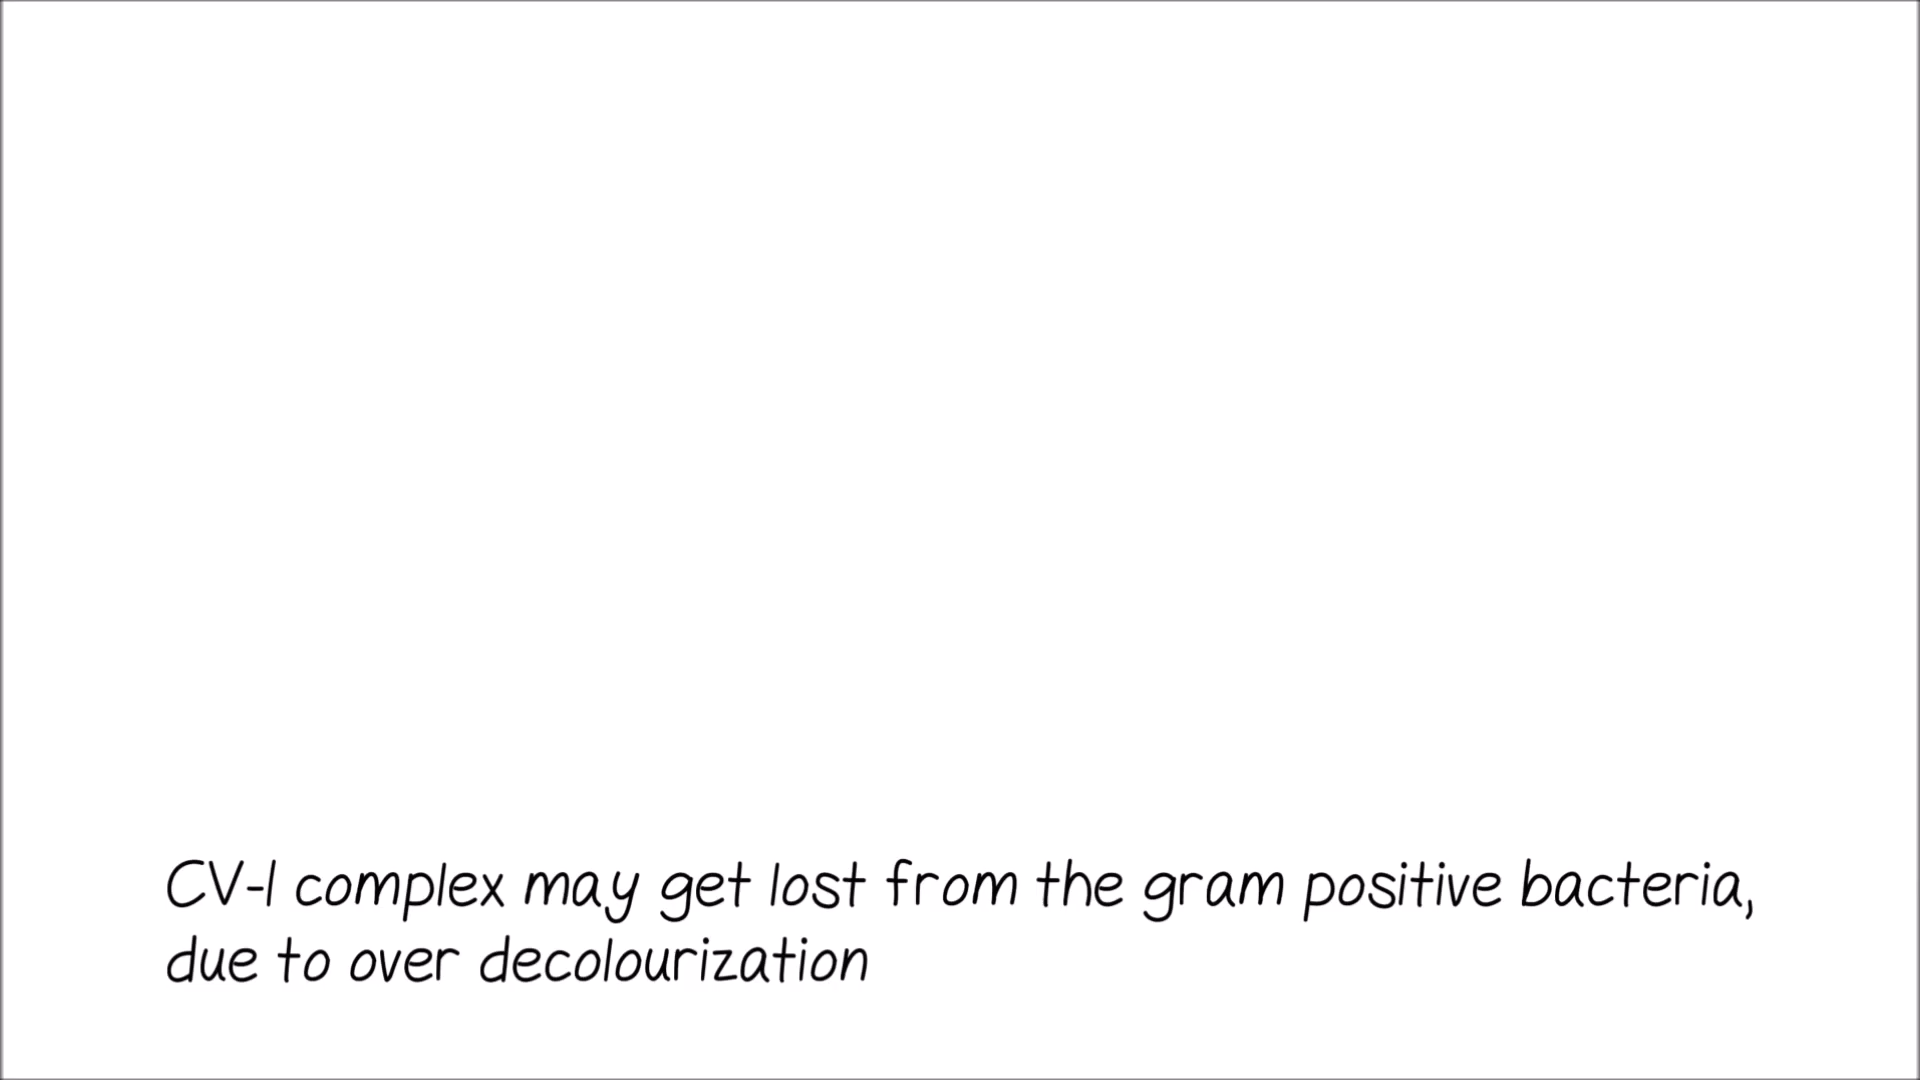 CV-I complex may get lost from the gram positive bacteria,
due to over decolourization